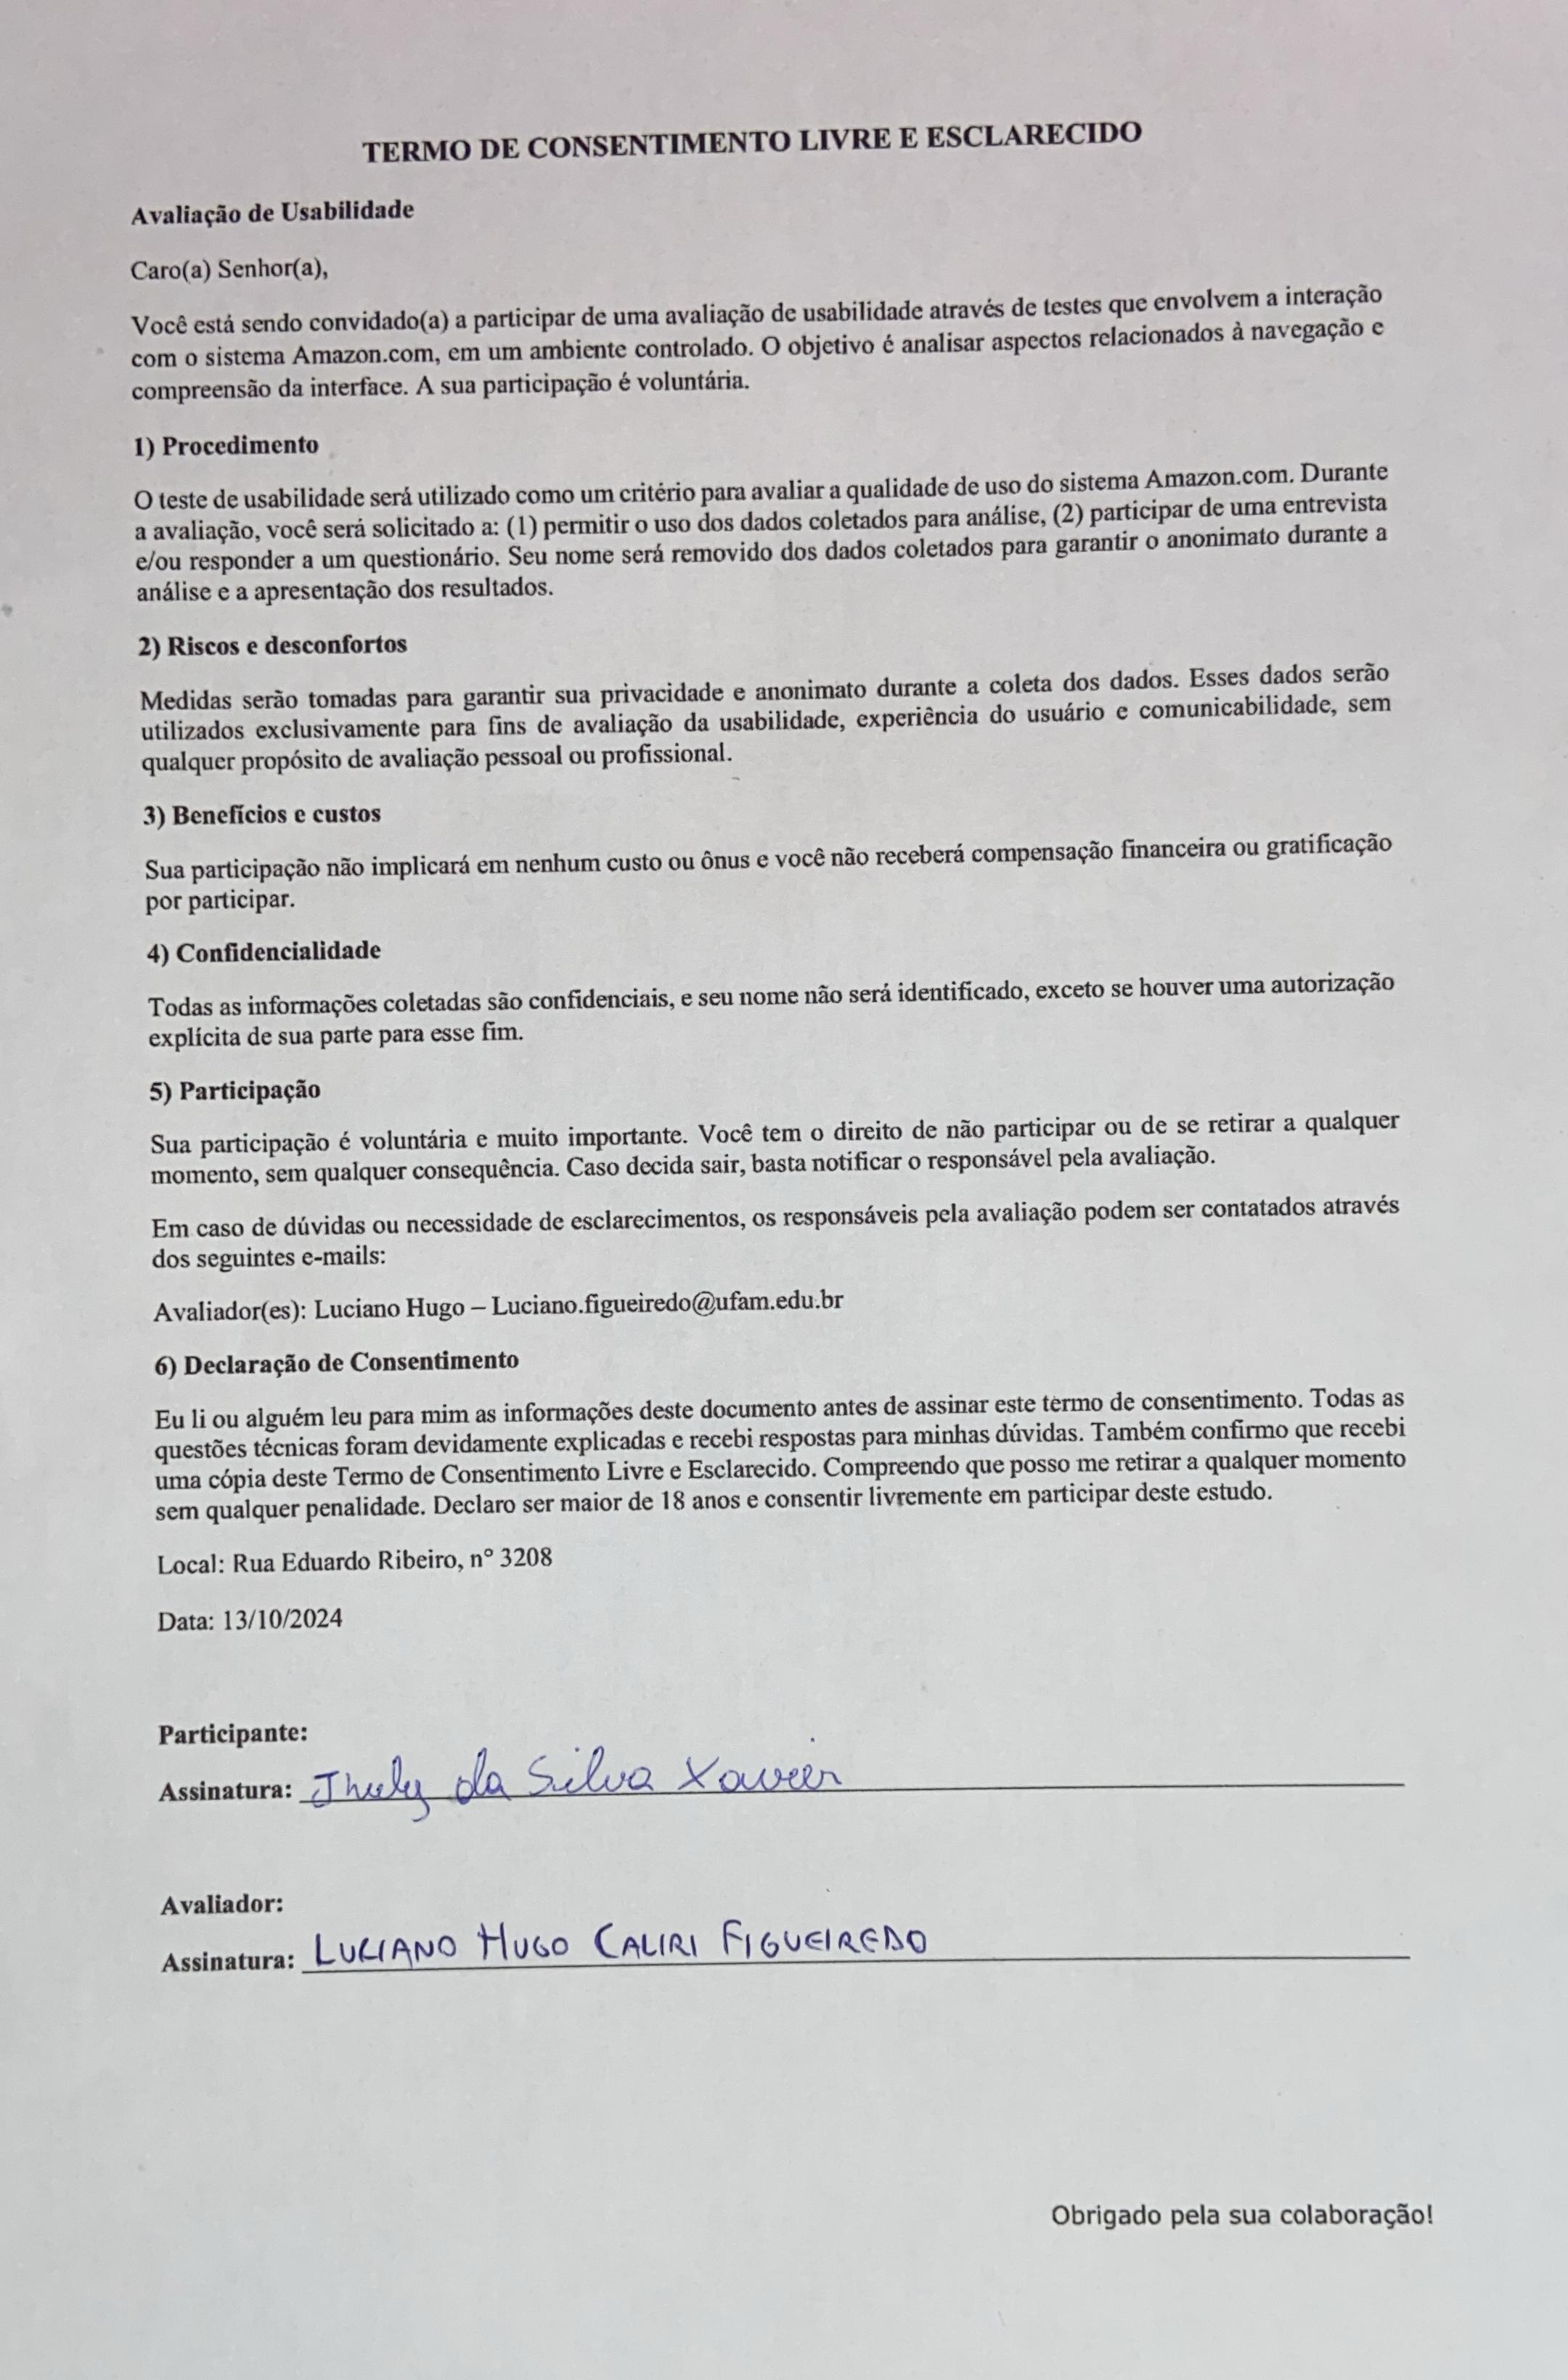 TERMO DE CONSENTIMENTO LIVRE E ESCLARECIDO
Avaliação de Usabilidade
Caro(a) Senhor(a),
Você está sendo convidado(a) a participar de uma avaliação de usabilidade através de testes que envolvem a interação
com o sistema Amazon.com, em um ambiente controlado. O objetivo é analisar aspectos relacionados à navegação e
compreensão da interface. A sua participação é voluntária.
1) Procedimento
O teste de usabilidade será utilizado como um critério para avaliar a qualidade de uso do sistema Amazon.com. Durante
a avaliação, você será solicitado a: (1) permitir o uso dos dados coletados para análise, (2) participar de uma entrevista
e/ou responder a um questionário. Seu nome será removido dos dados coletados para garantir o anonimato durante a
análise e a apresentação dos resultados.
2) Riscos e desconfortos
Medidas serão tomadas para garantir sua privacidade e anonimato durante a coleta dos dados. Esses dados serão
utilizados exclusivamente para fins de avaliação da usabilidade, experiência do usuário e comunicabilidade, sem
qualquer propósito de avaliação pessoal ou profissional.
3) Benefícios e custos
Sua participação não implicará em nenhum custo ou ônus e você não receberá compensação financeira ou gratificação
por participar.
4) Confidencialidade
Todas as informações coletadas são confidenciais, e seu nome não será identificado, exceto se houver uma autorização
explícita de sua parte para esse fim.
5) Participação
Sua participação é voluntária e muito importante. Você tem o direito de não participar ou de se retirar a qualquer
momento, sem qualquer consequência. Caso decida sair, basta notificar o responsável pela avaliação.
Em caso de dúvidas ou necessidade de esclarecimentos, os responsáveis pela avaliação podem ser contatados através
dos seguintes e-mails:
Avaliador(es): Luciano Hugo – Luciano.figueiredo@ufam.edu.br
6) Declaração de Consentimento
Eu li ou alguém leu para mim as informações deste documento antes de assinar este termo de consentimento. Todas as
questões técnicas foram devidamente explicadas e recebi respostas para minhas dúvidas. Também confirmo que recebi
uma cópia deste Termo de Consentimento Livre e Esclarecido. Compreendo que posso me retirar a qualquer momento
sem qualquer penalidade. Declaro ser maior de 18 anos e consentir livremente em participar deste estudo.
Local: Rua Eduardo Ribeiro, n° 3208
Data: 13/10/2024
Participante:
Assinatura: da Silva Xavier
Avaliador:
Assinatura: LUCIANO HUGO CALIRI FIGUEIREDO
Obrigado pela sua colaboração!